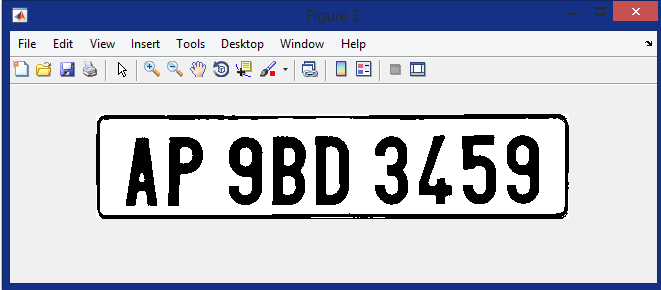 Figure 3
File Edit View Insert Tools Desktop Window Help
AP 9BD 3459